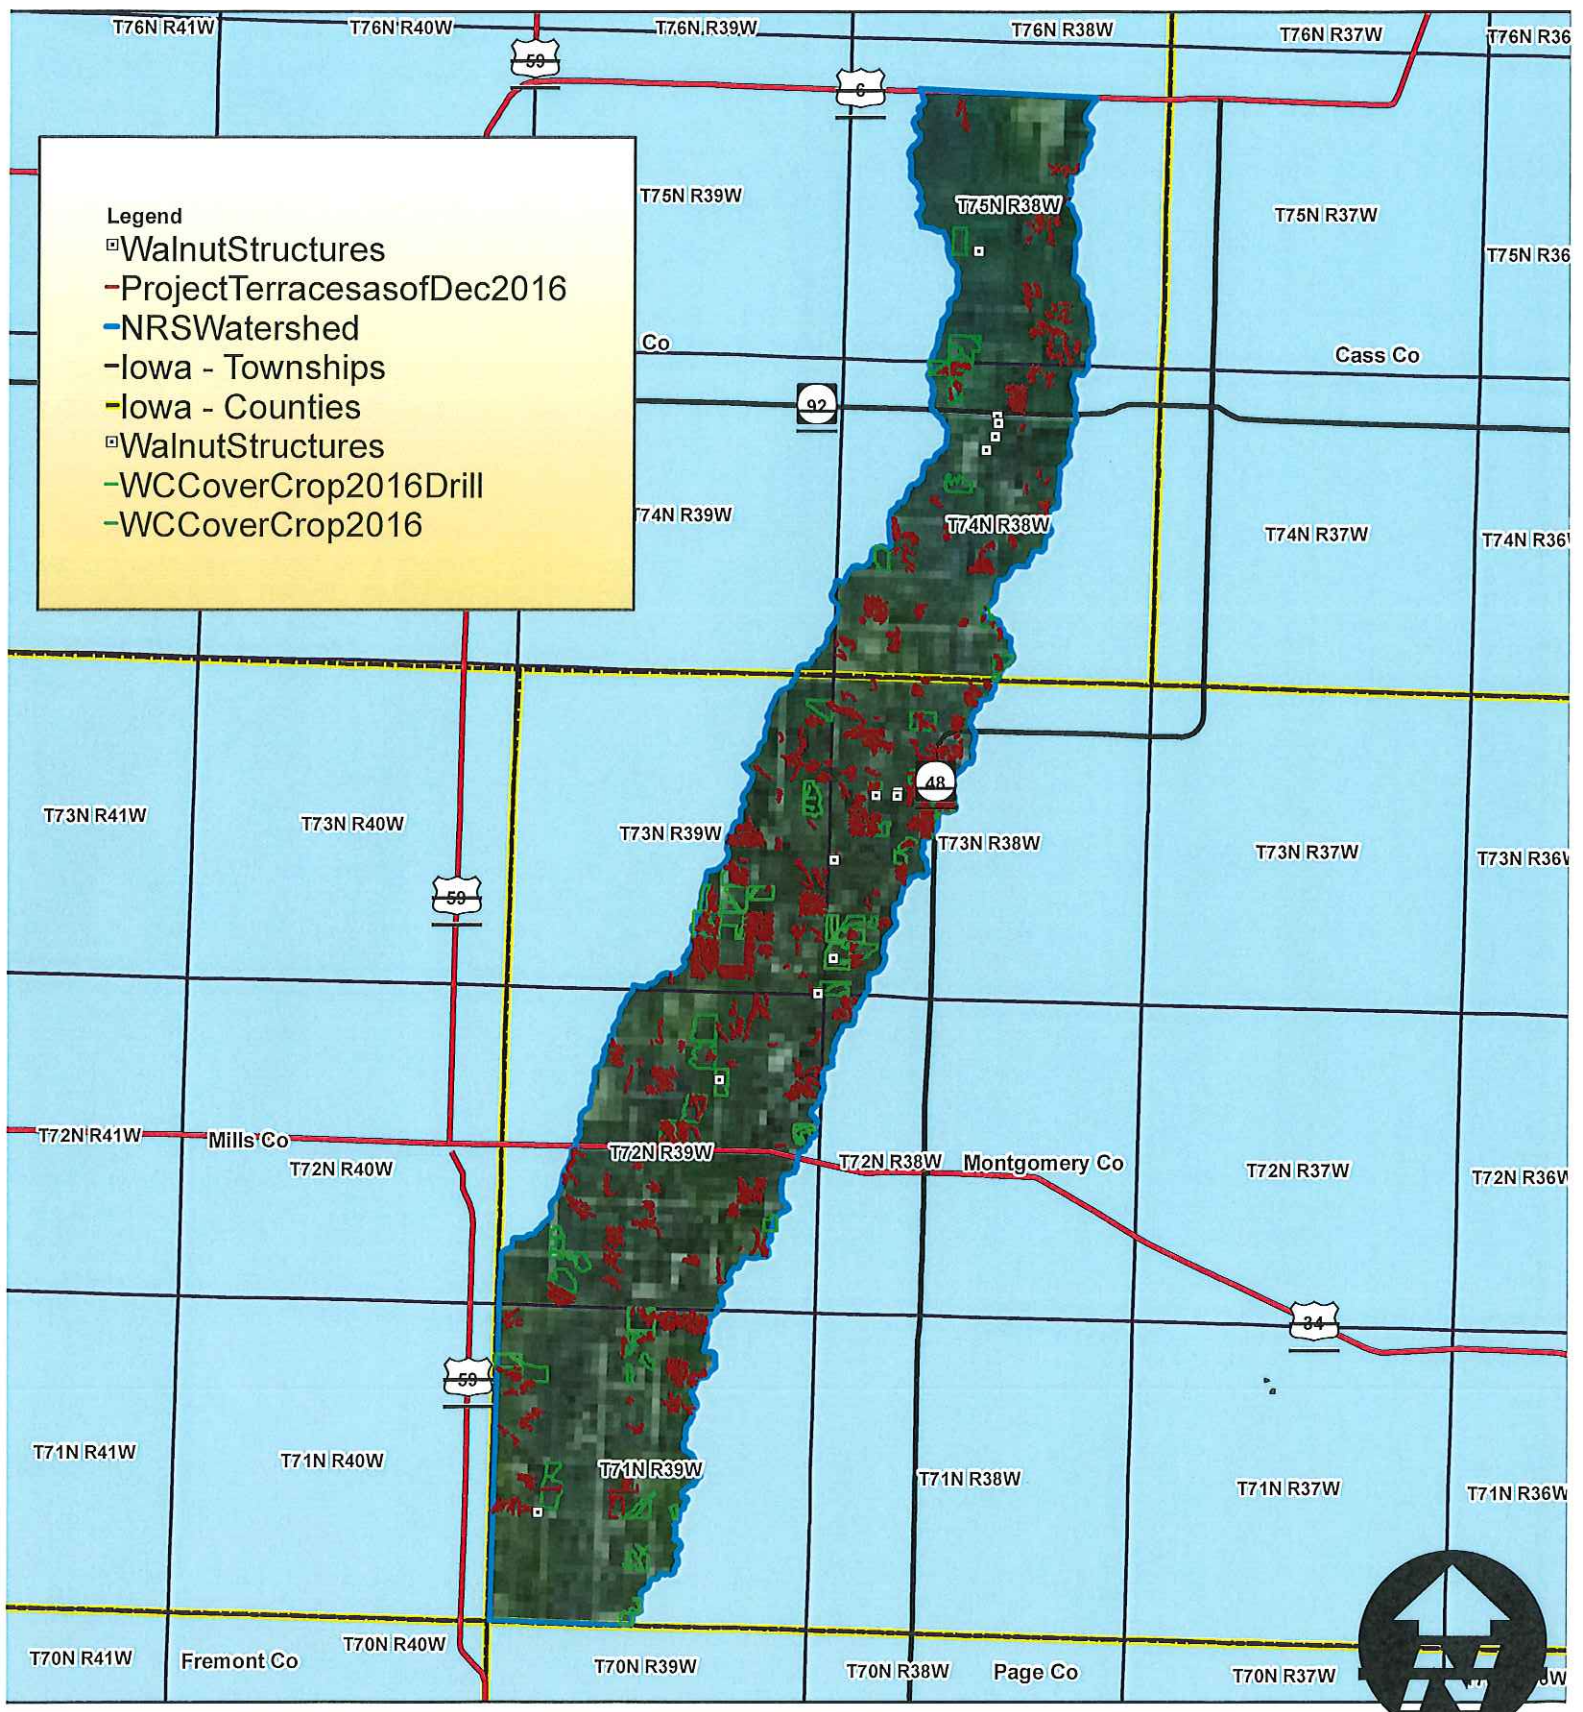 T76N R41W
T76N R40W
T76N R39W
T76N R38W
T76N R37W
T76N R36
59
6
Legend
WalnutStructures
ProjectTerracesasofDec2016
NRSWatershed
Iowa - Townships
Iowa - Counties
WalnutStructures
WCCoverCrop2016Drill
WCCoverCrop2016
T75N R39W
T75N R38W
T75N R37W
T75N R36
Co
Cass Co
92
T74N R39W
T74N R38W
T74N R37W
T74N R36W
48
T73N R41W
T73N R40W
T73N R39W
T73N R38W
T73N R37W
T73N R36W
59
T72N R41W
Mills Co
T72N R40W
T72N R39W
T72N R38W
Montgomery Co
T72N R37W
T72N R36W
34
59
T71N R41W
T71N R40W
T71N R39W
T71N R38W
T71N R37W
T71N R36W
T70N R41W
Fremont Co
T70N R40W
T70N R39W
T70N R38W
Page Co
T70N R37W
N